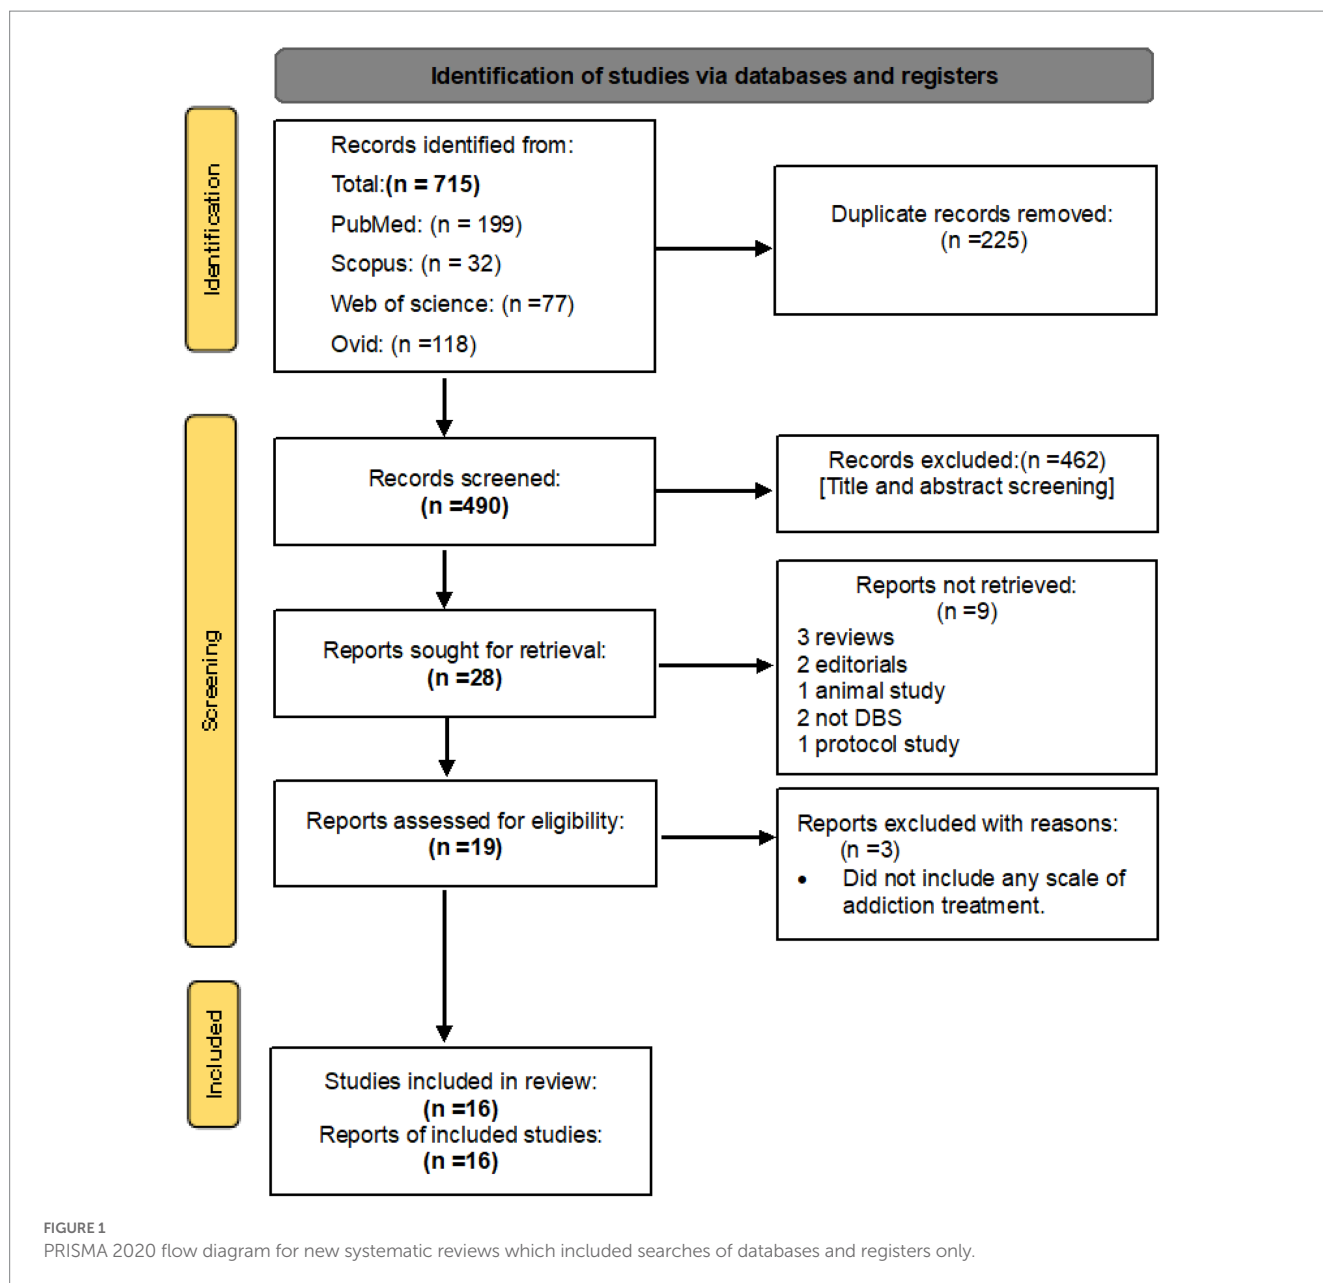 Identification of studies via databases and registers
Identification
Records identified from:
Total:(n = 715)
PubMed: (n = 199)
Scopus: (n = 32)
Web of science: (n =77)
Ovid: (n =118)
Duplicate records removed:
(n =225)
Screening
Records screened:
(n =490)
Records excluded:(n =462)
[Title and abstract screening]
Reports sought for retrieval:
(n =28)
Reports not retrieved:
(n =9)
3 reviews
2 editorials
1 animal study
2 not DBS
1 protocol study
Reports assessed for eligibility:
(n =19)
Reports excluded with reasons:
(n =3)
• Did not include any scale of
addiction treatment.
Included
Studies included in review:
(n =16)
Reports of included studies:
(n =16)
FIGURE 1
PRISMA 2020 flow diagram for new systematic reviews which included searches of databases and registers only.